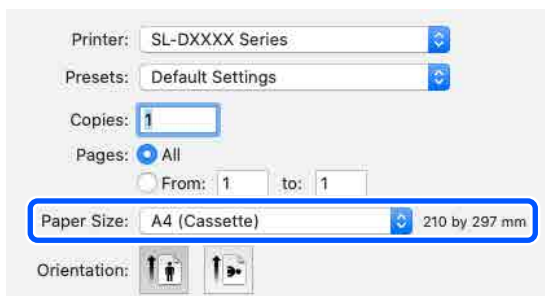 Printer: SL-DXXXX Series
Presets: Default Settings
Copies: 1
Pages: All
From: 1 to: 1
Paper Size: A4 (Cassette) 210 by 297 mm
Orientation: